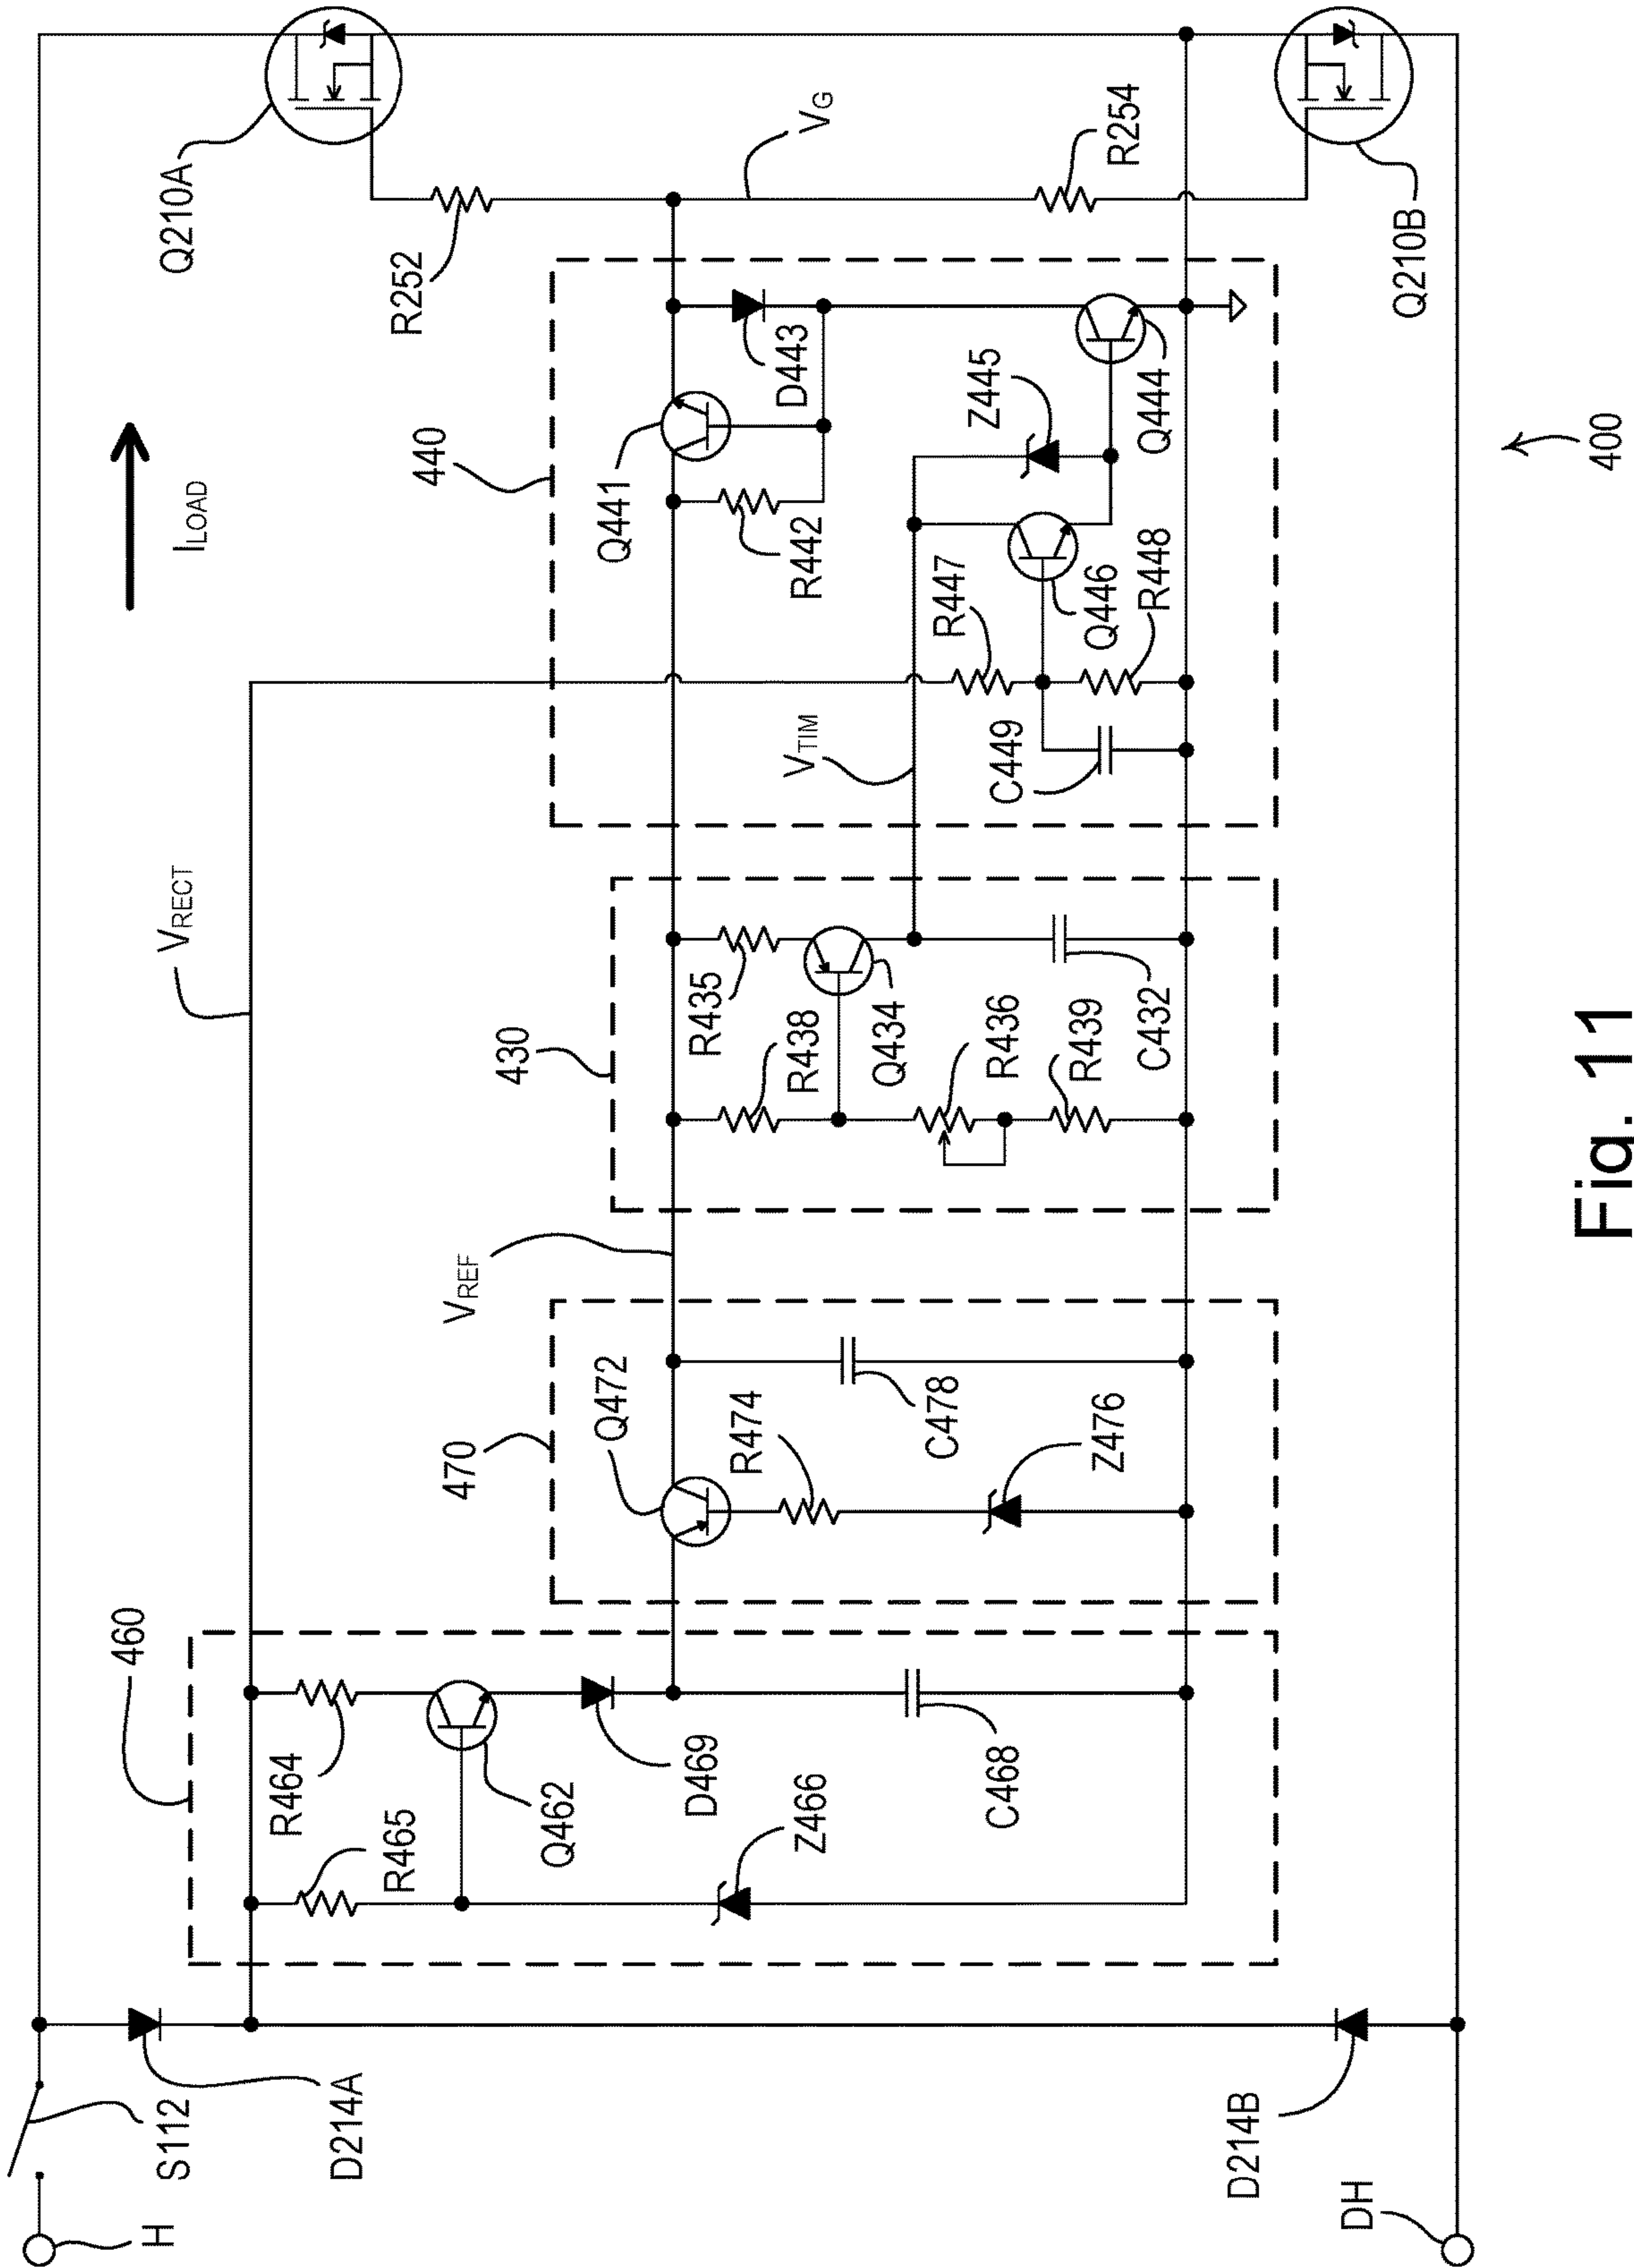 H
S112
D214A
DH
D214B
460
R464
R465
Q462
D469
Z466
C468
470
Q472
R474
C478
Z476
VREF
VRECT
430
R435
R438
Q434
R436
R439
C432
VTIM
440
Q441
R442
D443
Z445
Q444
R447
Q446
R448
C449
ILOAD
Q210A
R252
VG
R254
Q210B
400
Fig. 11